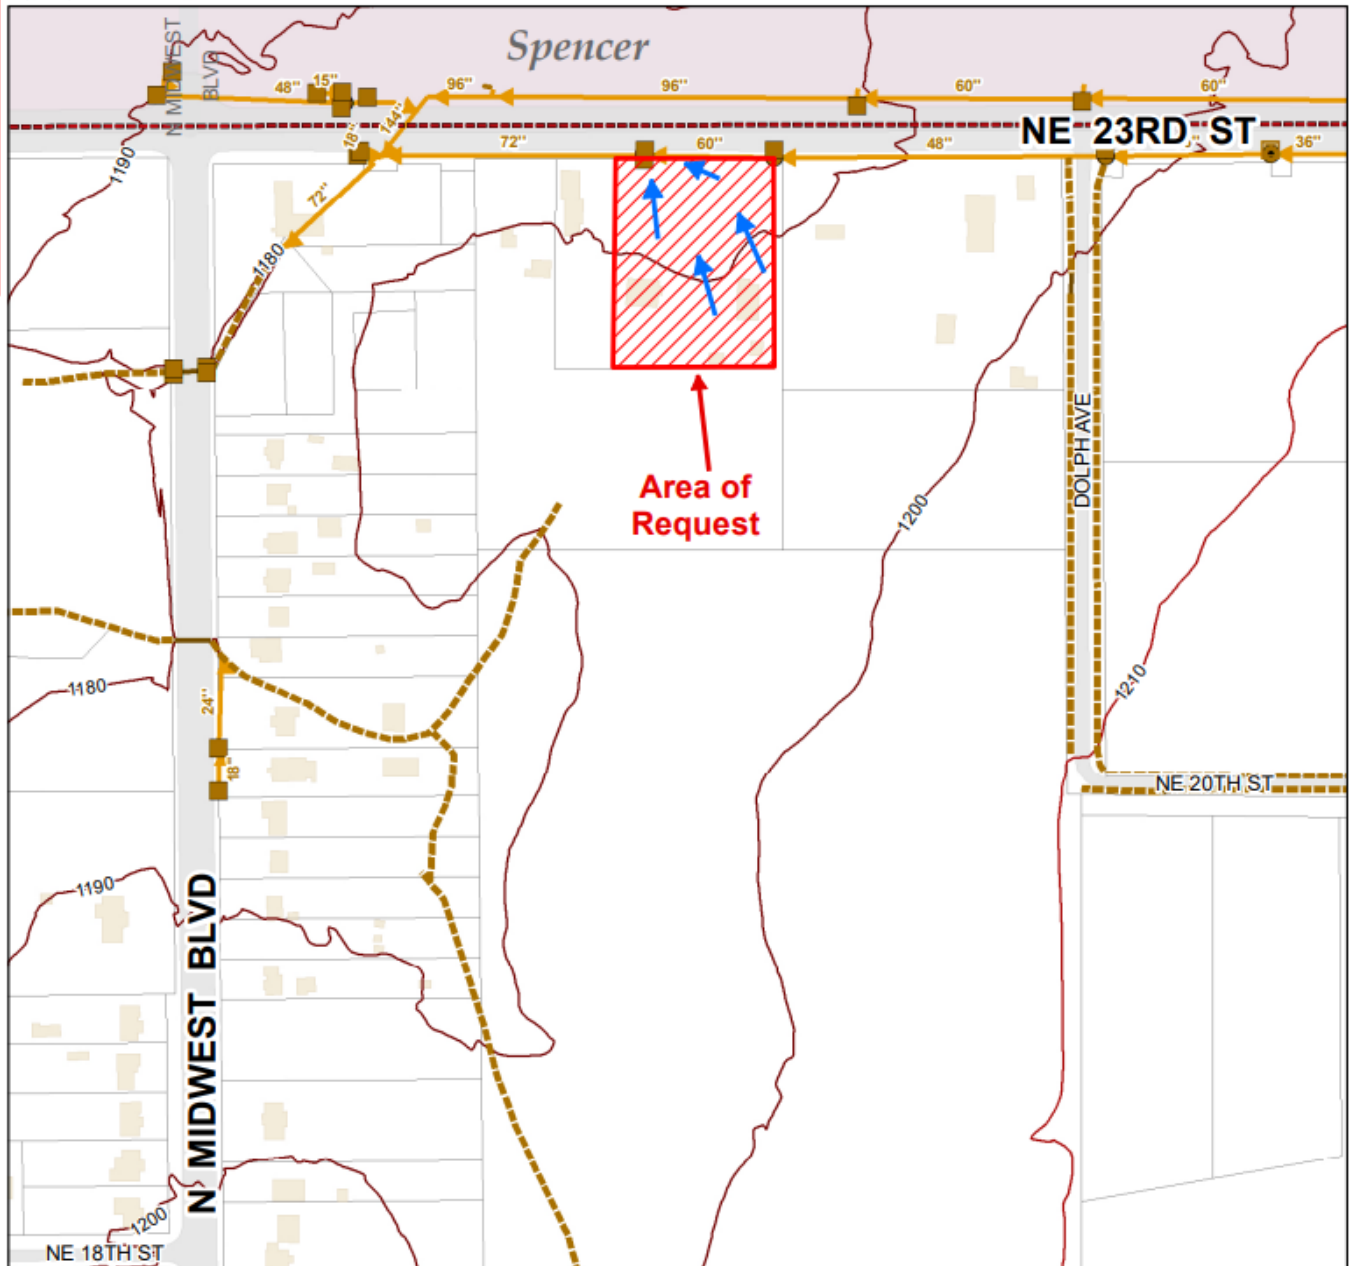 Spencer
N MIDWEST
BLVD
48"
15"
96"
96"
60"
60"
144"
18"
NE 23RD ST
72"
60"
48"
36"
1190
72"
1180
DOLPH AVE
Area of
Request
1200
1180
24"
18"
1210
NE 20TH ST
1190
N MIDWEST BLVD
1200
NE 18TH ST